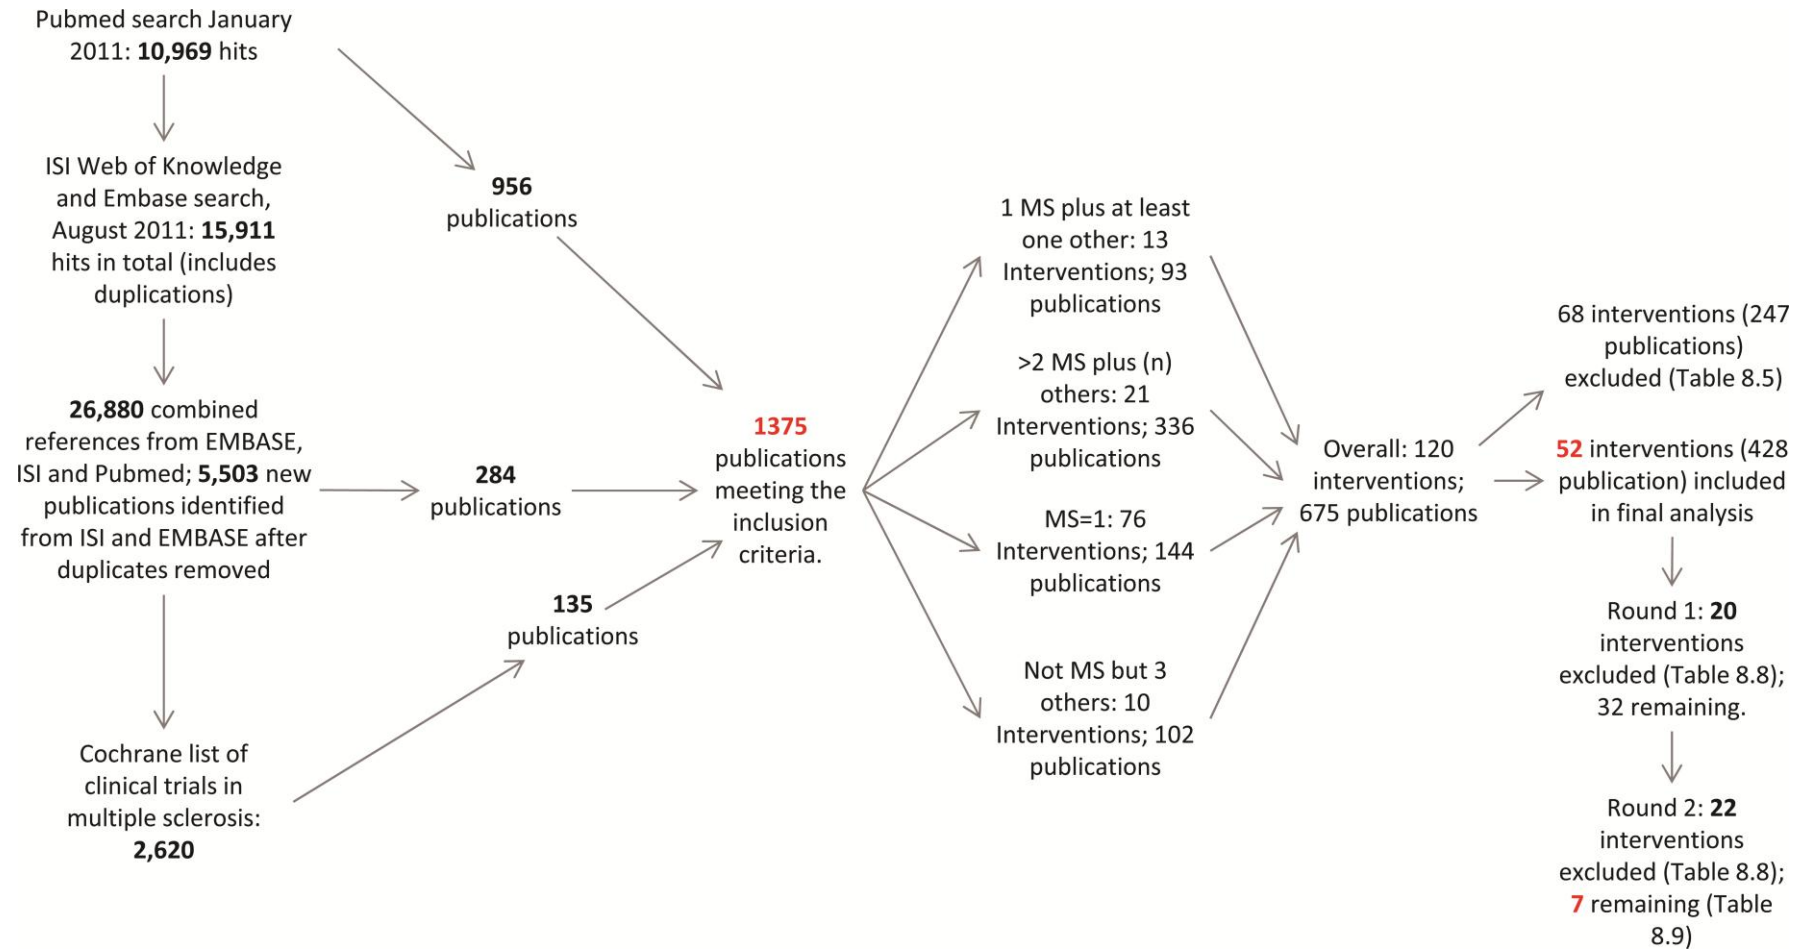 Pubmed search January
2011: 10,969 hits
ISI Web of Knowledge
and Embase search,
August 2011: 15,911
hits in total (includes
duplications)
26,880 combined
references from EMBASE,
ISI and Pubmed; 5,503 new
publications identified
from ISI and EMBASE after
duplicates removed
Cochrane list of
clinical trials in
multiple sclerosis:
2,620
956
publications
284
publications
135
publications
1375
publications
meeting the
inclusion
criteria.
1 MS plus at least
one other: 13
Interventions; 93
publications
>2 MS plus (n)
others: 21
Interventions; 336
publications
MS=1: 76
Interventions; 144
publications
Not MS but 3
others: 10
Interventions; 102
publications
Overall: 120
interventions;
675 publications
68 interventions (247
publications)
excluded (Table 8.5)
52 interventions (428
publication) included
in final analysis
Round 1: 20
interventions
excluded (Table 8.8);
32 remaining.
Round 2: 22
interventions
excluded (Table 8.8);
7 remaining (Table
8.9)